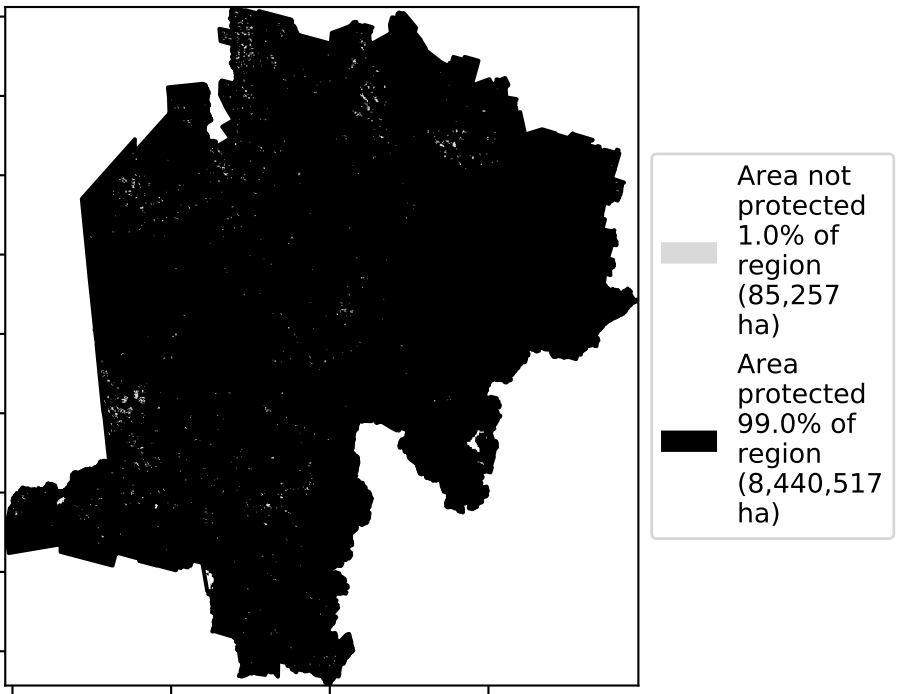 Area not
protected
1.0% of
region
(85,257
ha)
Area
protected
99.0% of
region
(8,440,517
ha)